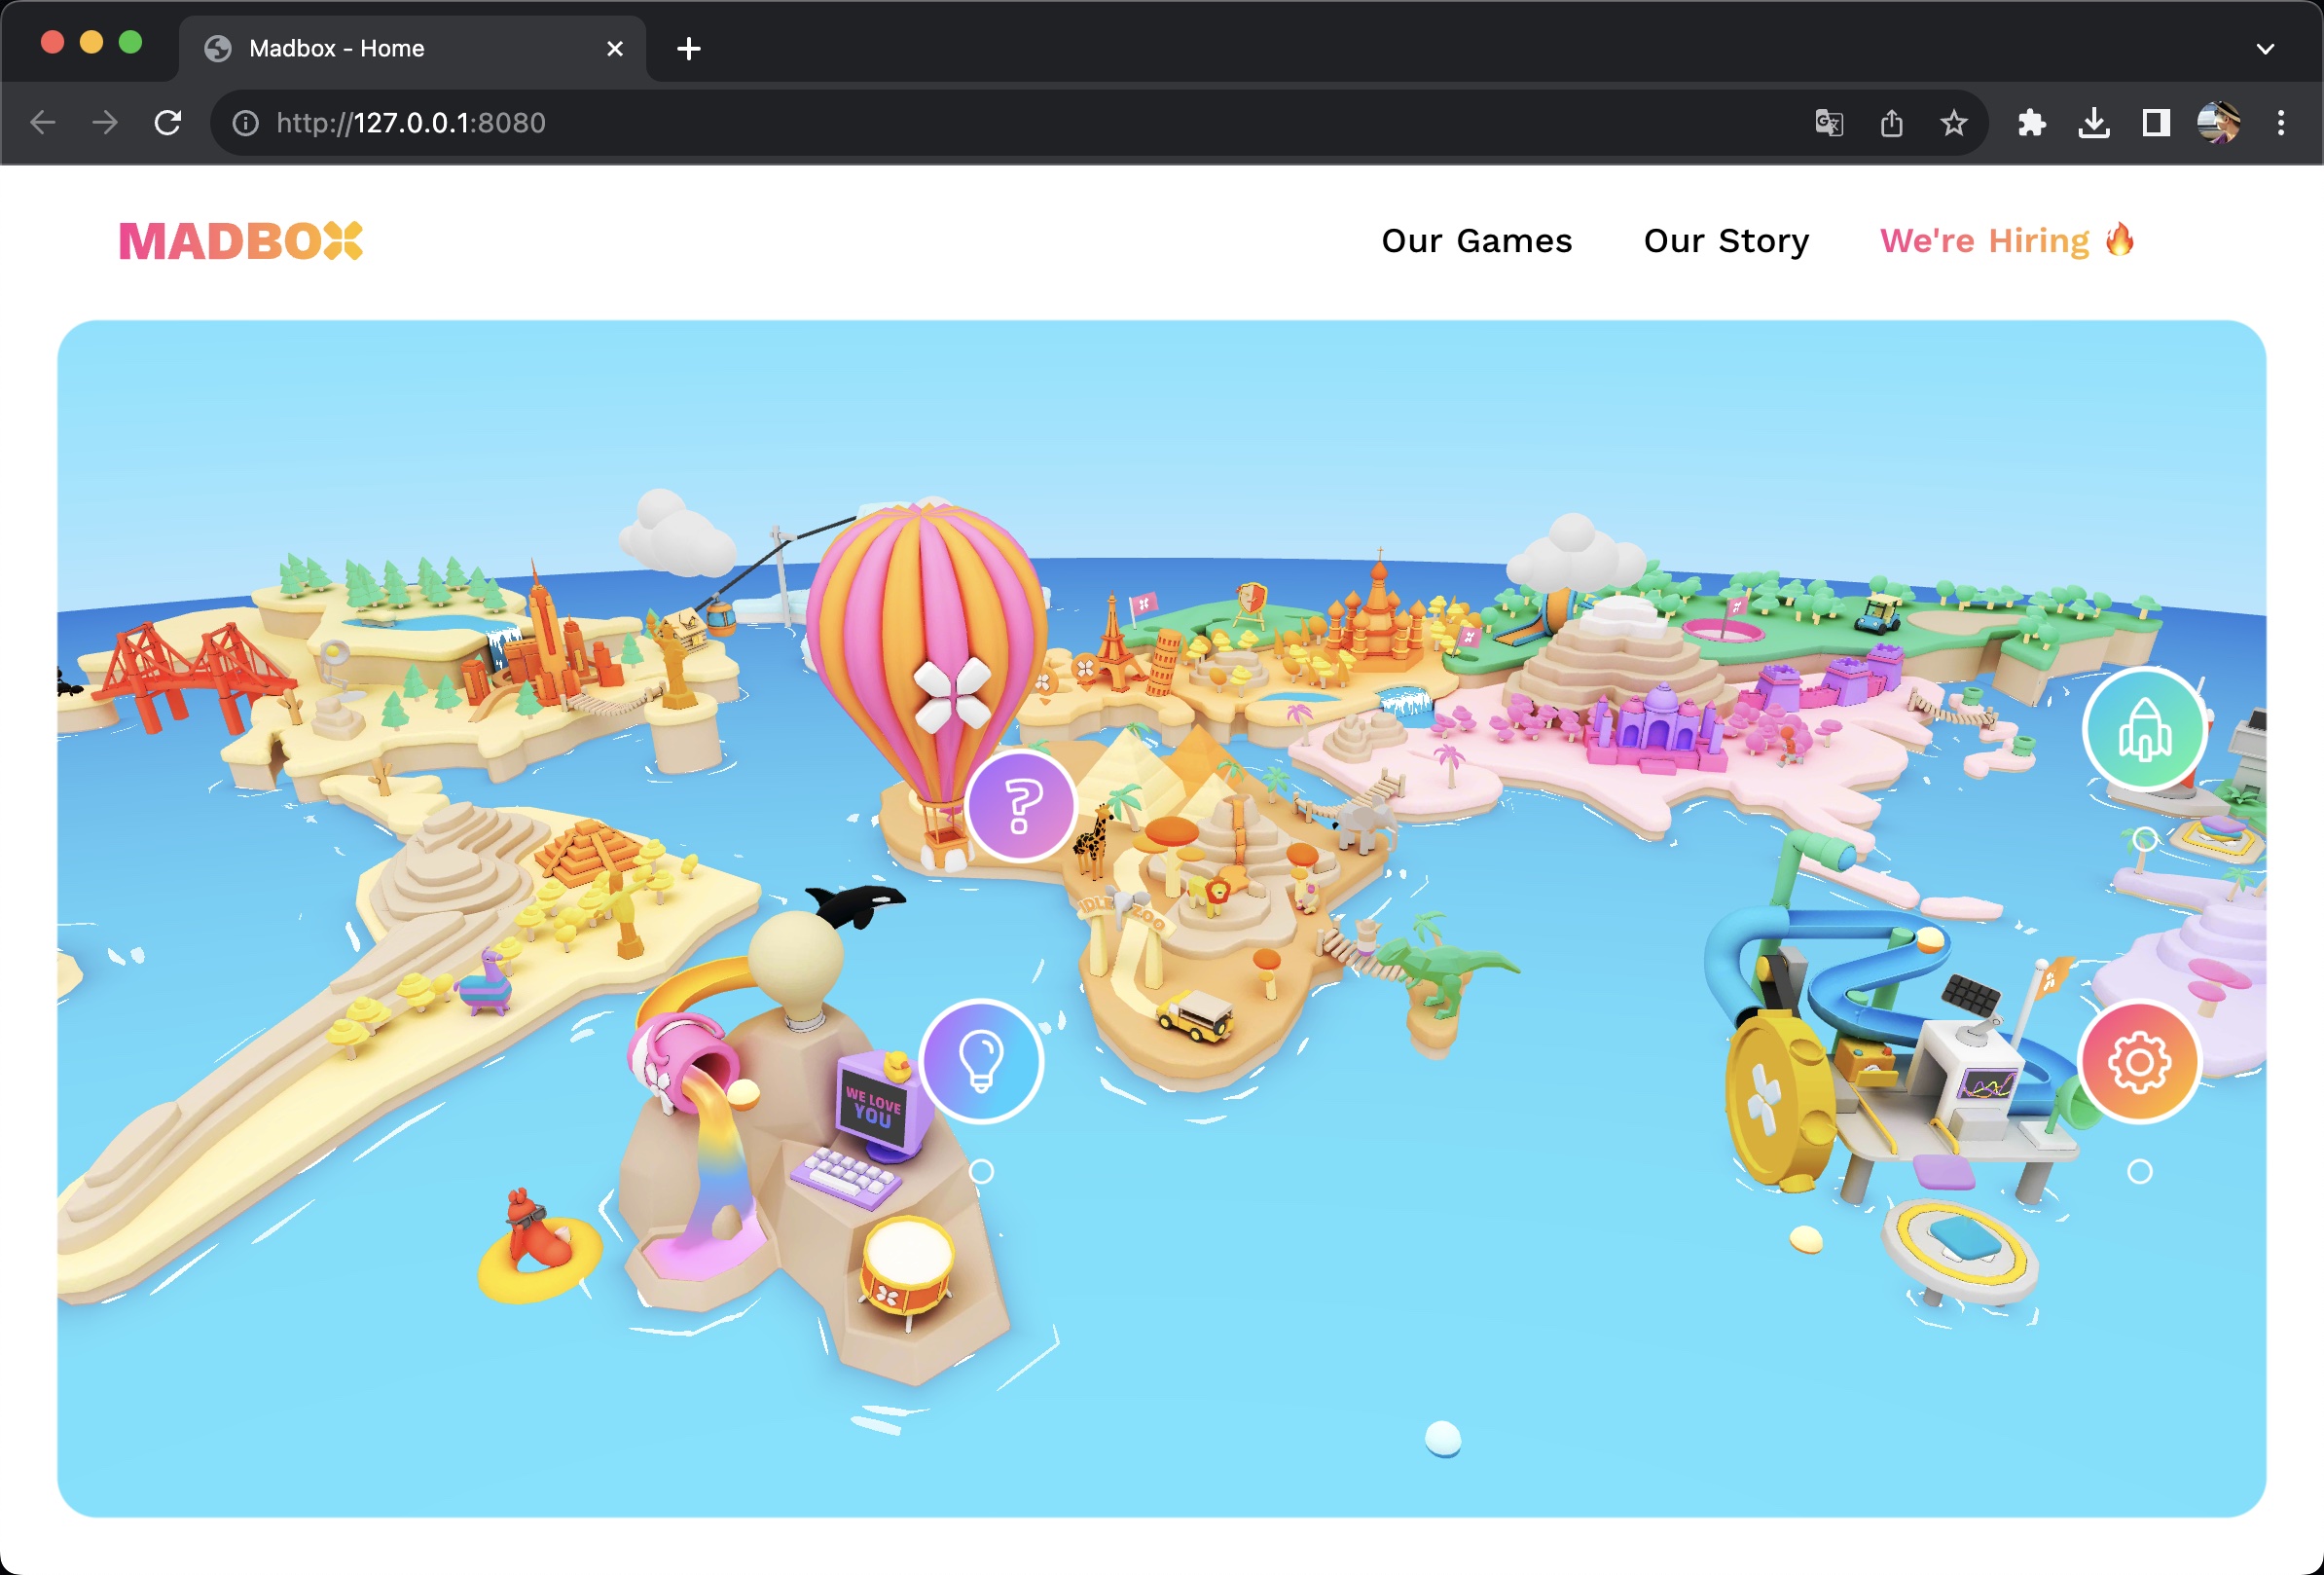 Madbox - Home
http://127.0.0.1:8080
MADBOX
Our Games
Our Story
We're Hiring 🔥
?
IDLE ZOO
WE LOVE
YOU